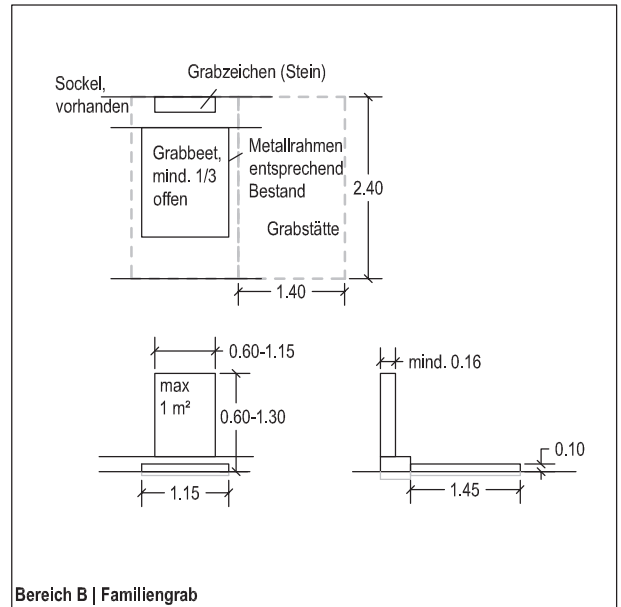 Grabzeichen (Stein)
Sockel,
vorhanden
Grabbeet,
mind. 1/3
offen
Metallrahmen
entsprechend
Bestand
2.40
Grabstätte
1.40
0.60-1.15
max
1 m²
0.60-1.30
1.15
mind. 0.16
0.10
1.45
Bereich B | Familiengrab